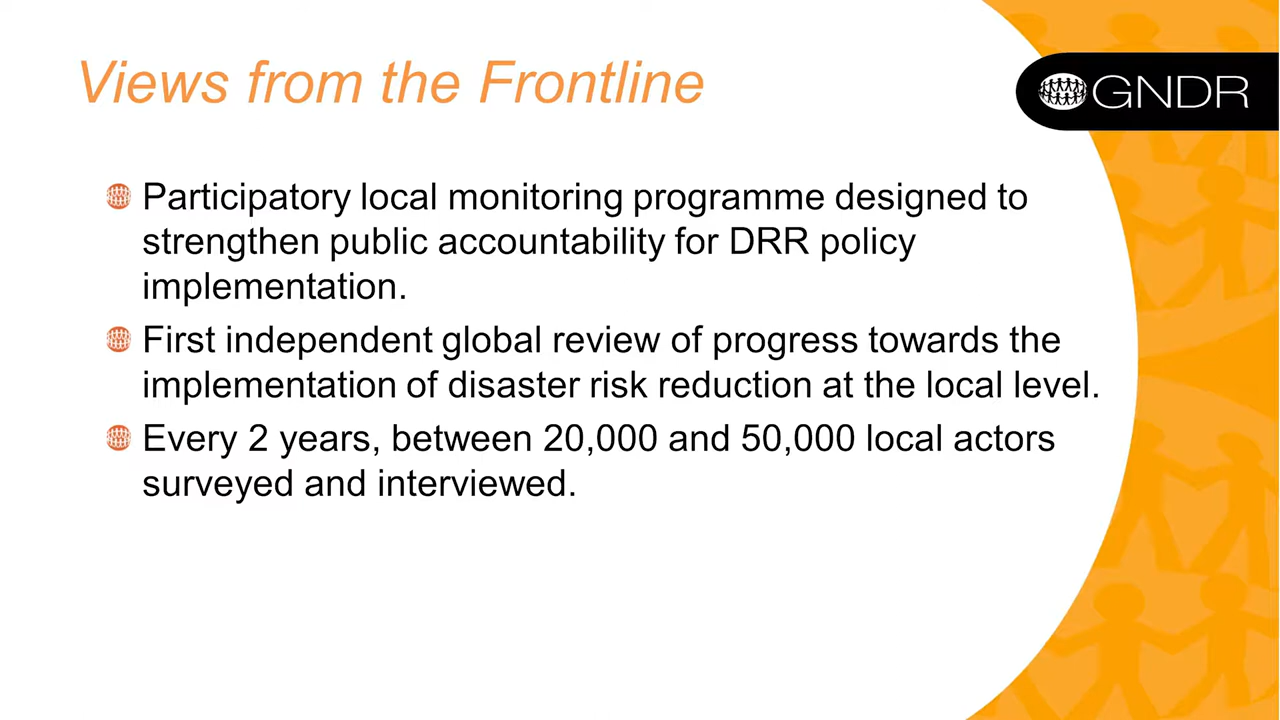 Views from the Frontline
GNDR
Participatory local monitoring programme designed to
strengthen public accountability for DRR policy
implementation.
First independent global review of progress towards the
implementation of disaster risk reduction at the local level.
Every 2 years, between 20,000 and 50,000 local actors
surveyed and interviewed.